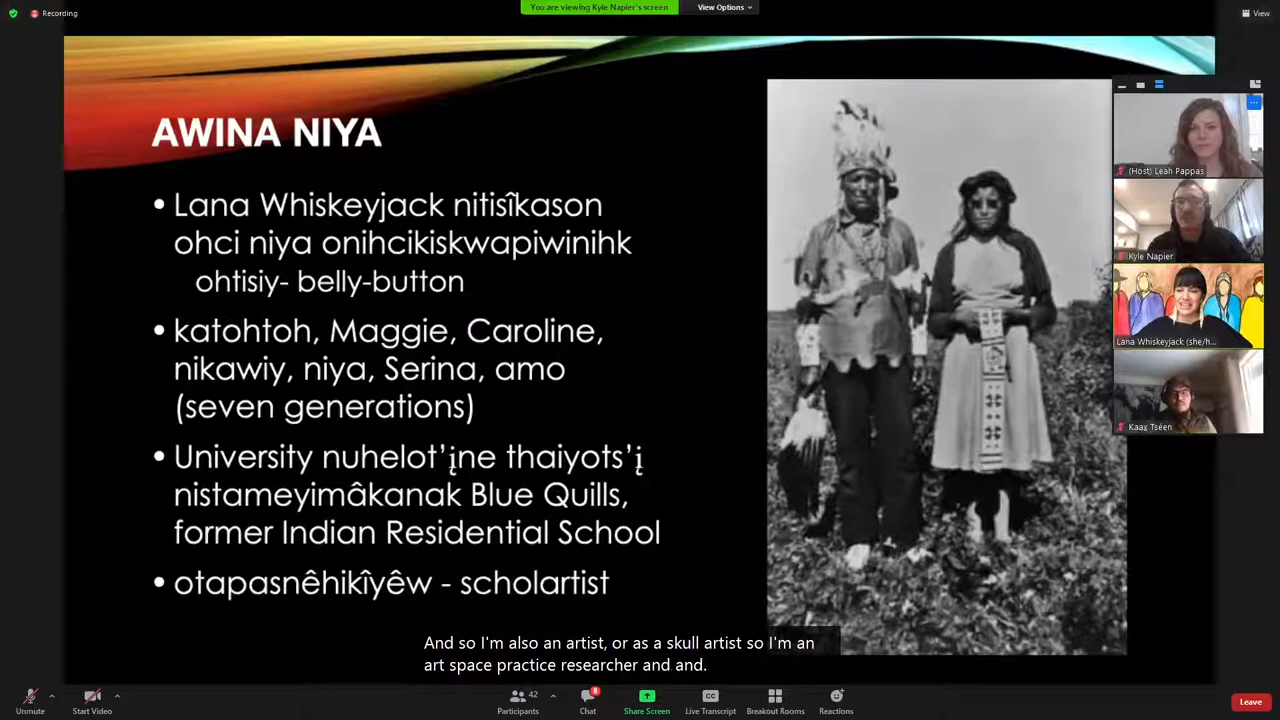 Recording
You are viewing Kyle Napier's screen
View Options
View
AWINA NIYA
• Lana Whiskeyjack nitisîkason
ohci niya onihcikiskwapiwinihk
ohtisiy- belly-button
• katohtoh, Maggie, Caroline,
nikawiy, niya, Serina, amo
(seven generations)
• University nuhelot'įne thaiyots'į
nistameyimâkanak Blue Quills,
former Indian Residential School
• otapasnêhikîyêw - scholartist
(Host) Leah Pappas
Kyle Napier
Lana Whiskeyjack (she/h...
Kaax̱ Tséen
And so I'm also an artist, or as a skull artist so I'm an
art space practice researcher and and.
Unmute
Start Video
Participants
42
Chat
8
Share Screen
Live Transcript
Breakout Rooms
Reactions
Leave